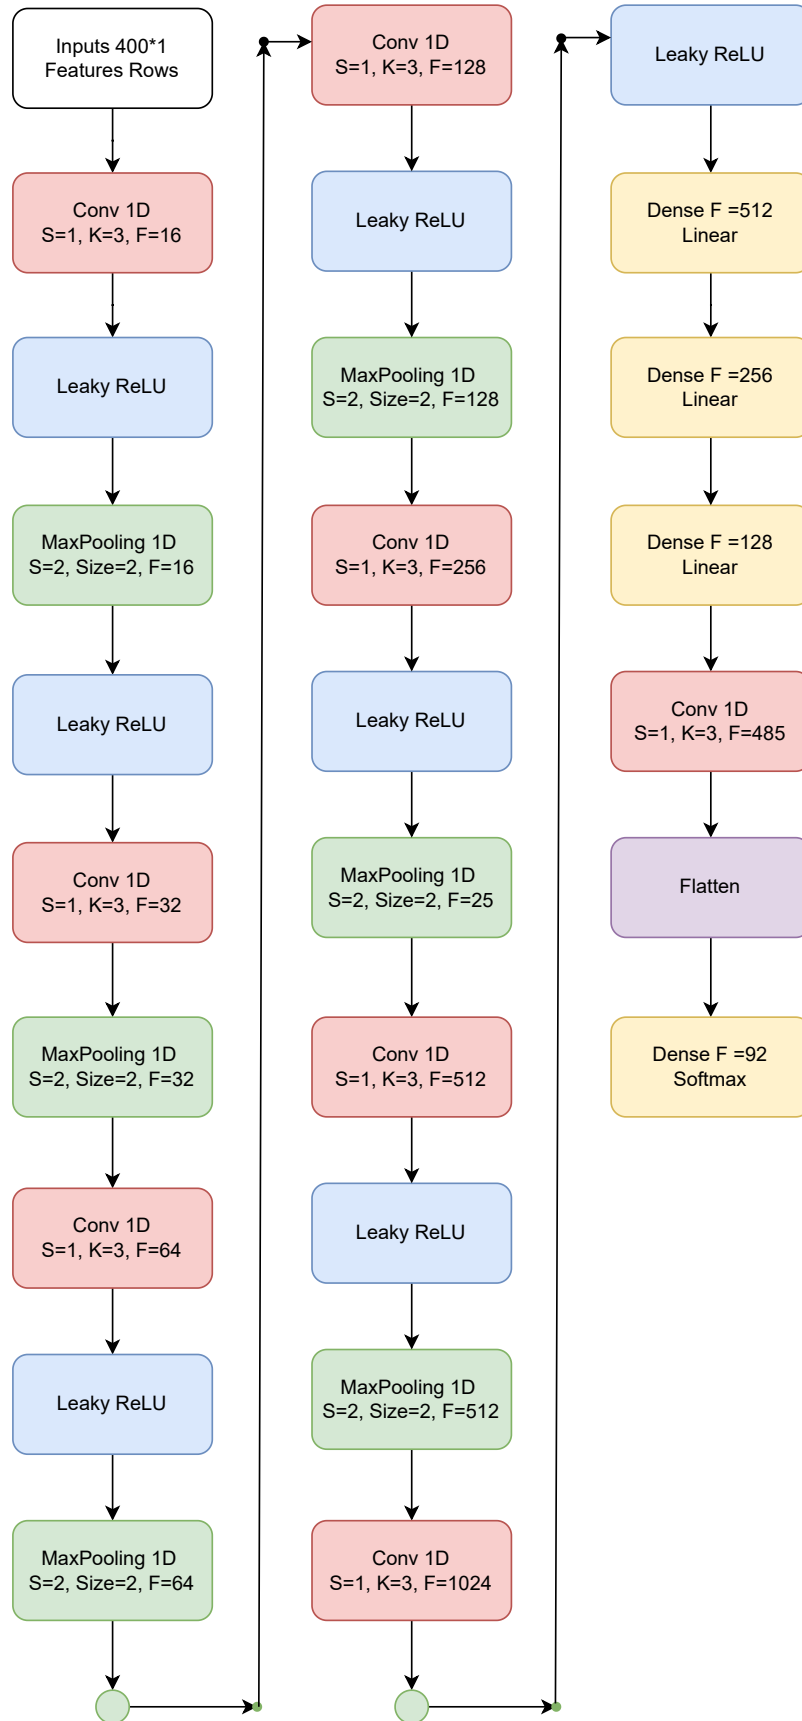 Inputs 400*1
Features Rows
Conv 1D
S=1, K=3, F=16
Leaky ReLU
MaxPooling 1D
S=2, Size=2, F=16
Leaky ReLU
Conv 1D
S=1, K=3, F=32
MaxPooling 1D
S=2, Size=2, F=32
Conv 1D
S=1, K=3, F=64
Leaky ReLU
MaxPooling 1D
S=2, Size=2, F=64
Conv 1D
S=1, K=3, F=128
Leaky ReLU
MaxPooling 1D
S=2, Size=2, F=128
Conv 1D
S=1, K=3, F=256
Leaky ReLU
MaxPooling 1D
S=2, Size=2, F=25
Conv 1D
S=1, K=3, F=512
Leaky ReLU
MaxPooling 1D
S=2, Size=2, F=512
Conv 1D
S=1, K=3, F=1024
Leaky ReLU
Dense F =512
Linear
Dense F =256
Linear
Dense F =128
Linear
Conv 1D
S=1, K=3, F=485
Flatten
Dense F =92
Softmax